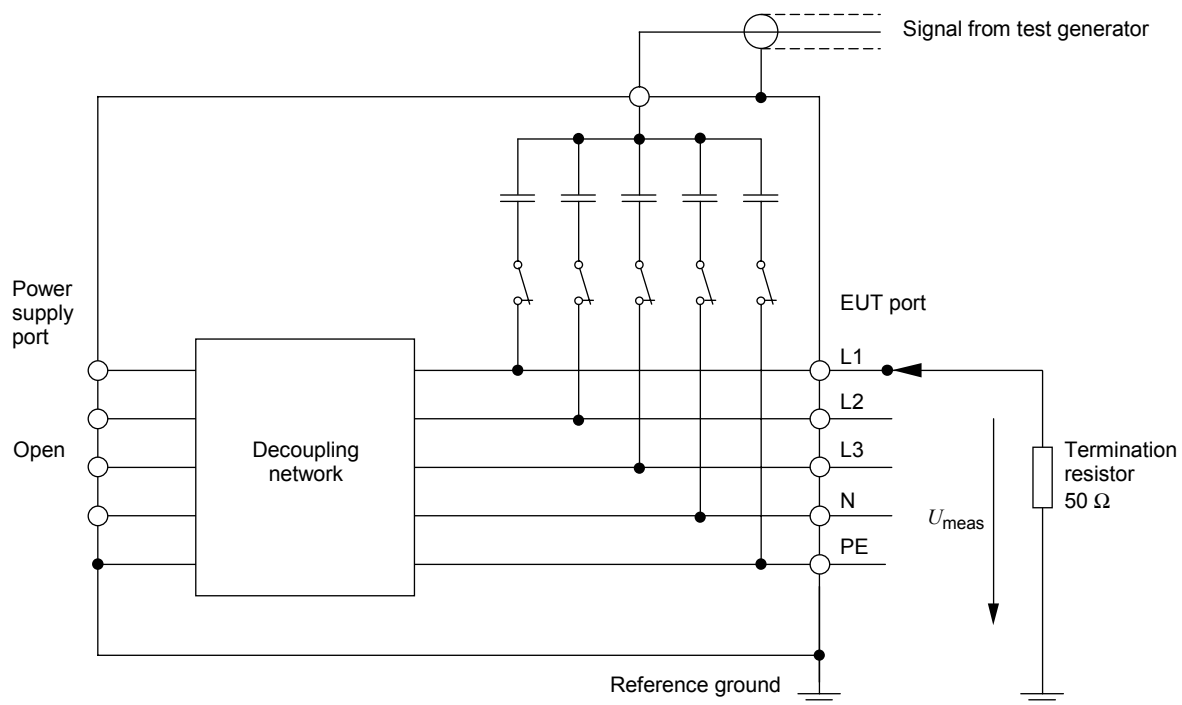 Signal from test generator
Power
supply
port
EUT port
L1
L2
Open
Decoupling
network
L3
Termination
resistor
50 Ω
N
Umeas
PE
Reference ground